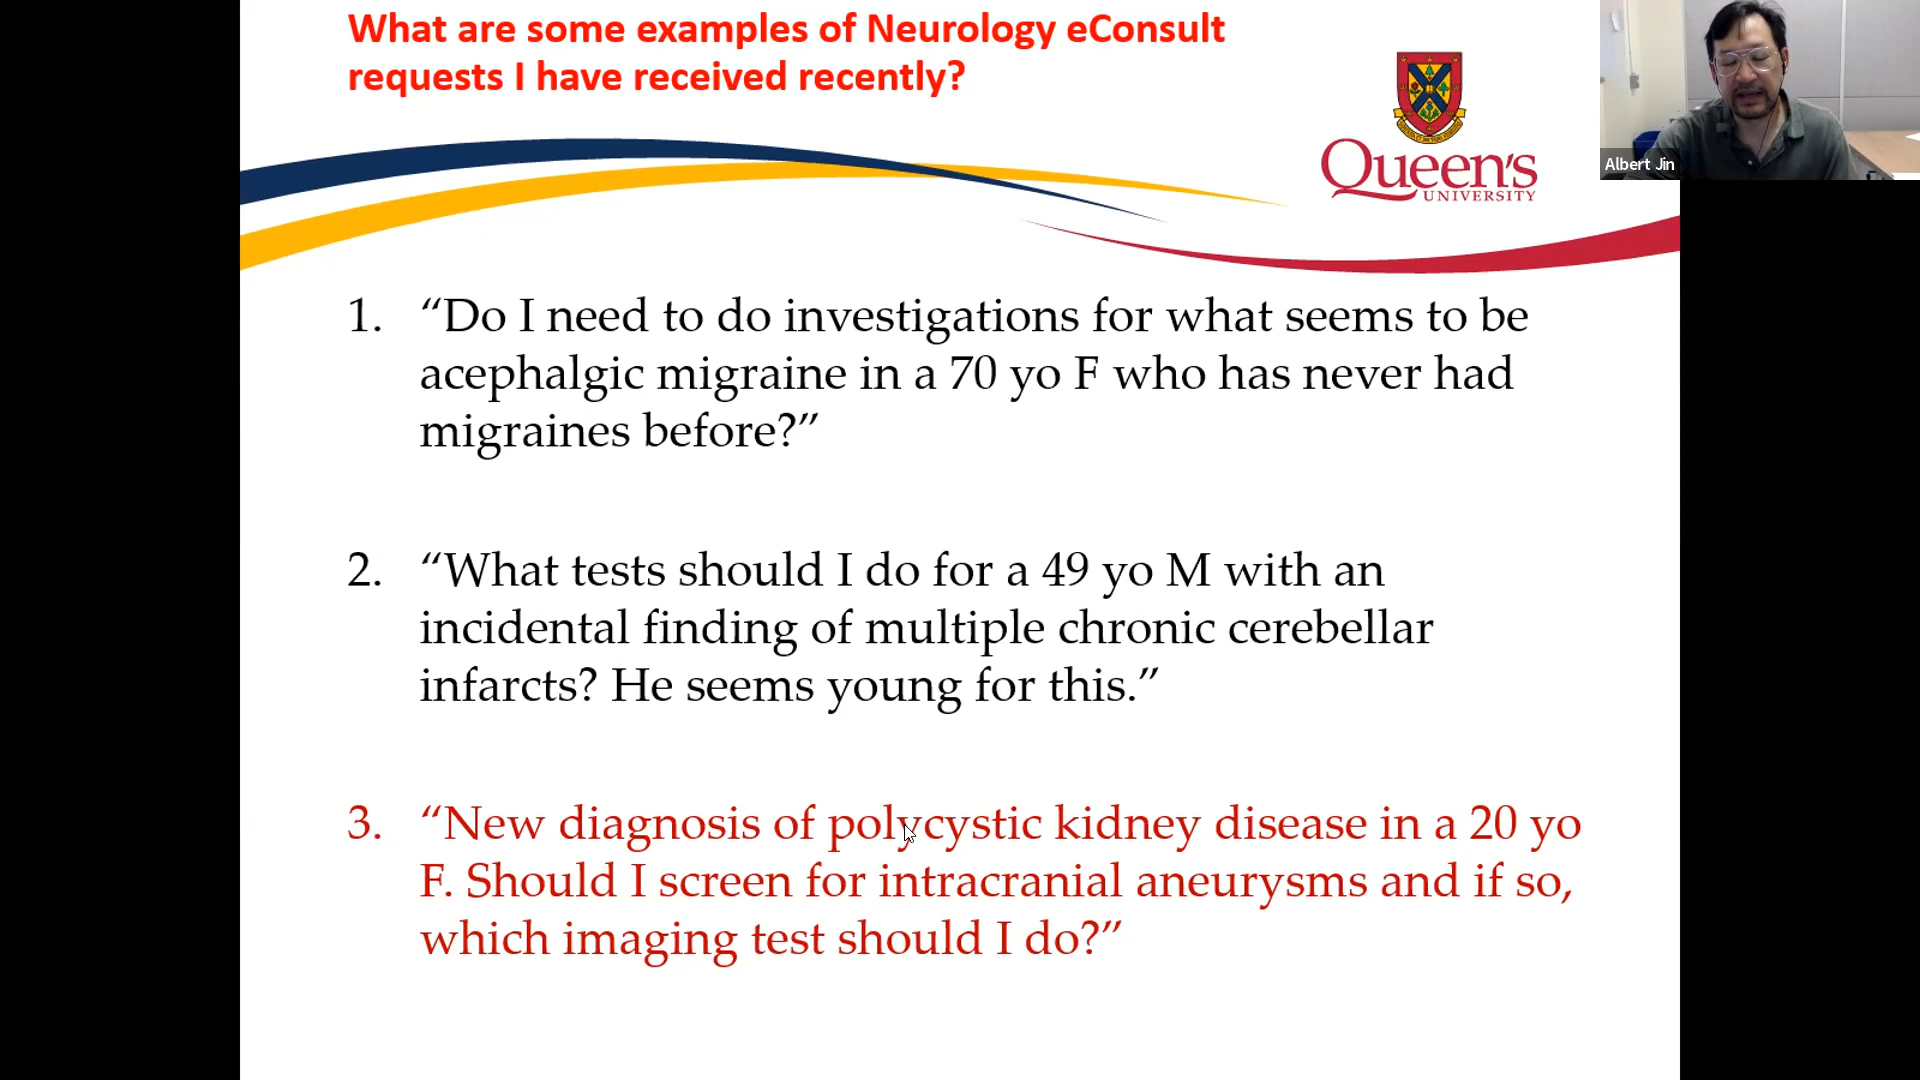 What are some examples of Neurology eConsult
requests I have received recently?
Queen's
UNIVERSITY
Albert Jin
1. “Do I need to do investigations for what seems to be
acephalgic migraine in a 70 yo F who has never had
migraines before?”
2. “What tests should I do for a 49 yo M with an
incidental finding of multiple chronic cerebellar
infarcts? He seems young for this.”
3. “New diagnosis of polycystic kidney disease in a 20 yo
F. Should I screen for intracranial aneurysms and if so,
which imaging test should I do?”